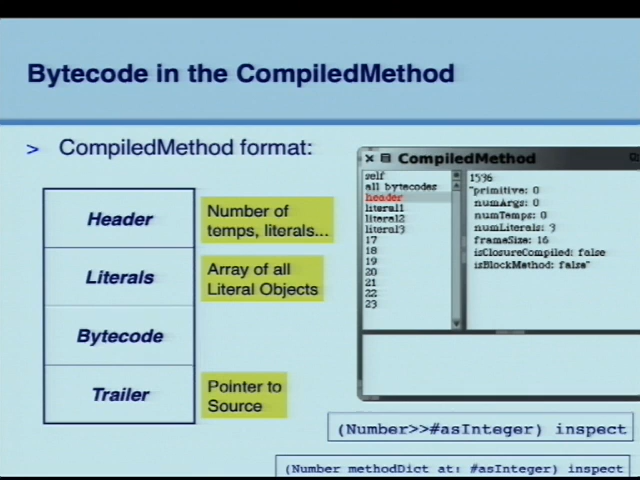 Bytecode in the CompiledMethod
> CompiledMethod format:
Header
Number of
temps, literals...
Literals
Array of all
Literal Objects
Bytecode
Trailer
Pointer to
Source
CompiledMethod
self
all bytecodes
header
literal1
literal2
literal3
17
18
19
20
21
22
23
1536
"primitive: 0
numArgs: 0
numTemps: 0
numLiterals: 3
frameSize: 16
isClosureCompiled: false
isBlockMethod: false"
(Number>>#asInteger) inspect
(Number methodDict at: #asInteger) inspect